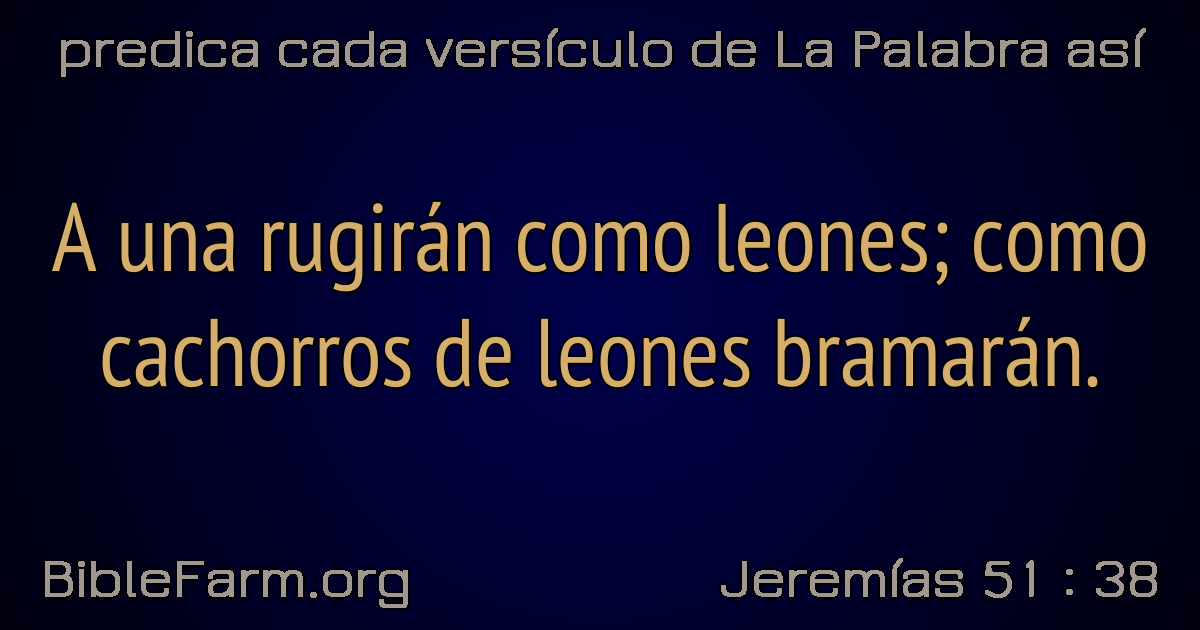 predica cada versículo de La Palabra así
A una rugirán como leones; como
cachorros de leones bramarán.
BibleFarm.org
Jeremías 51 : 38